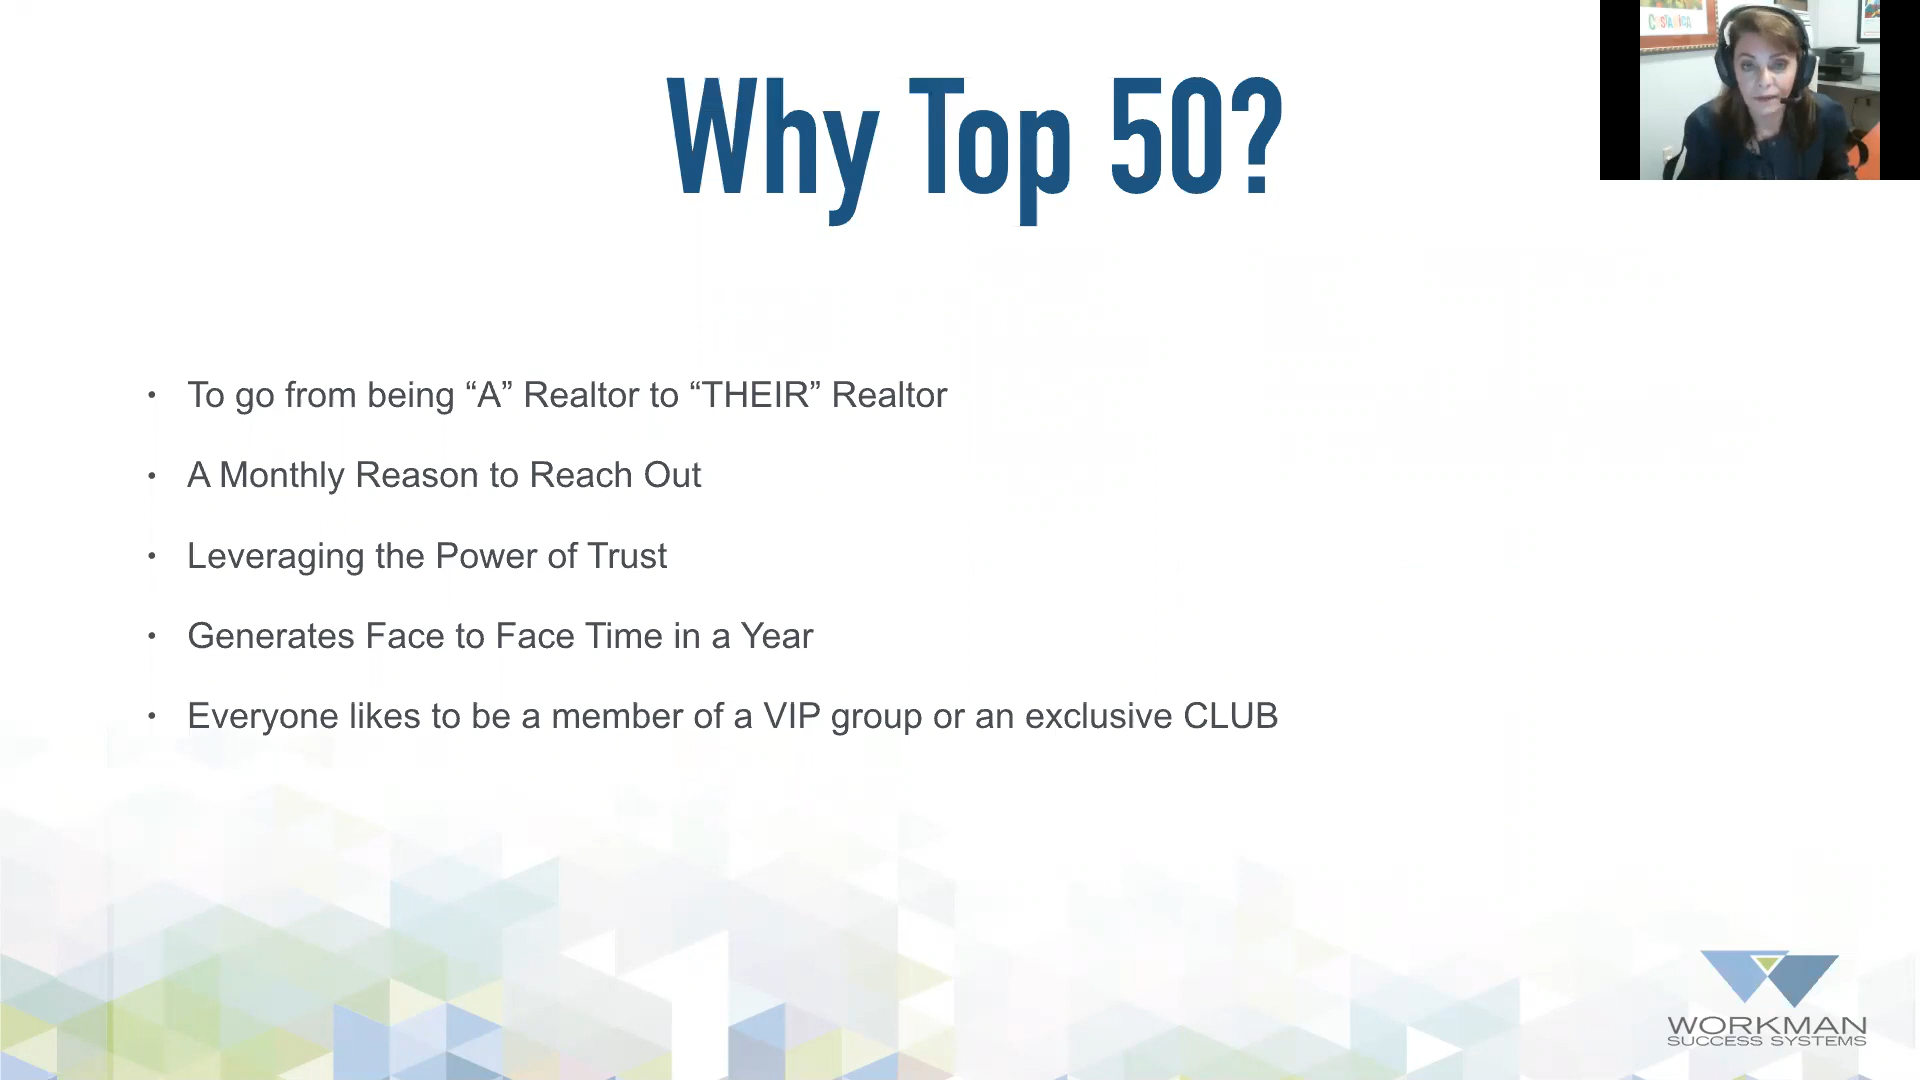 COSTA RICA
Why Top 50?
• To go from being “A” Realtor to “THEIR” Realtor
• A Monthly Reason to Reach Out
• Leveraging the Power of Trust
• Generates Face to Face Time in a Year
• Everyone likes to be a member of a VIP group or an exclusive CLUB
WORKMAN
SUCCESS SYSTEMS